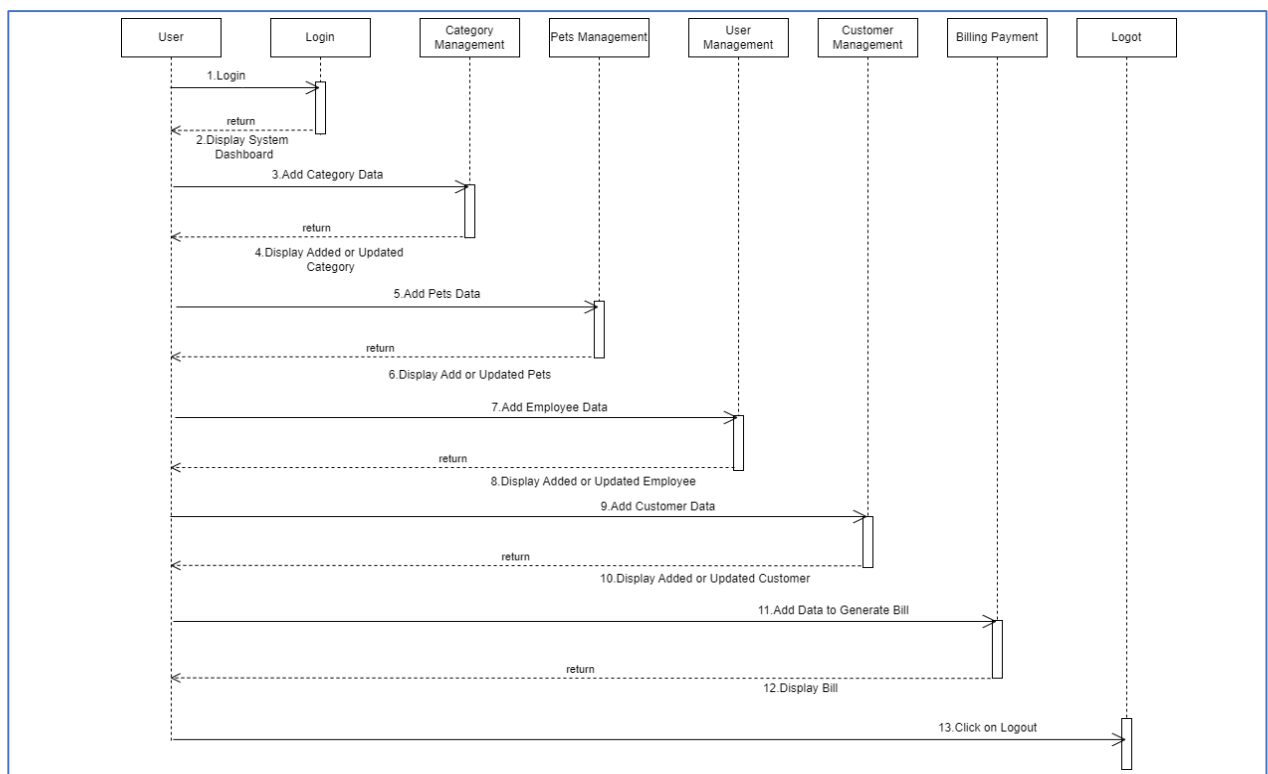 User
Login
Category
Management
Pets Management
User
Management
Customer
Management
Billing Payment
Logot
1.Login
return
2.Display System
Dashboard
3.Add Category Data
return
4.Display Added or Updated
Category
5.Add Pets Data
return
6.Display Add or Updated Pets
7.Add Employee Data
return
8.Display Added or Updated Employee
9.Add Customer Data
return
10.Display Added or Updated Customer
11.Add Data to Generate Bill
return
12.Display Bill
13.Click on Logout